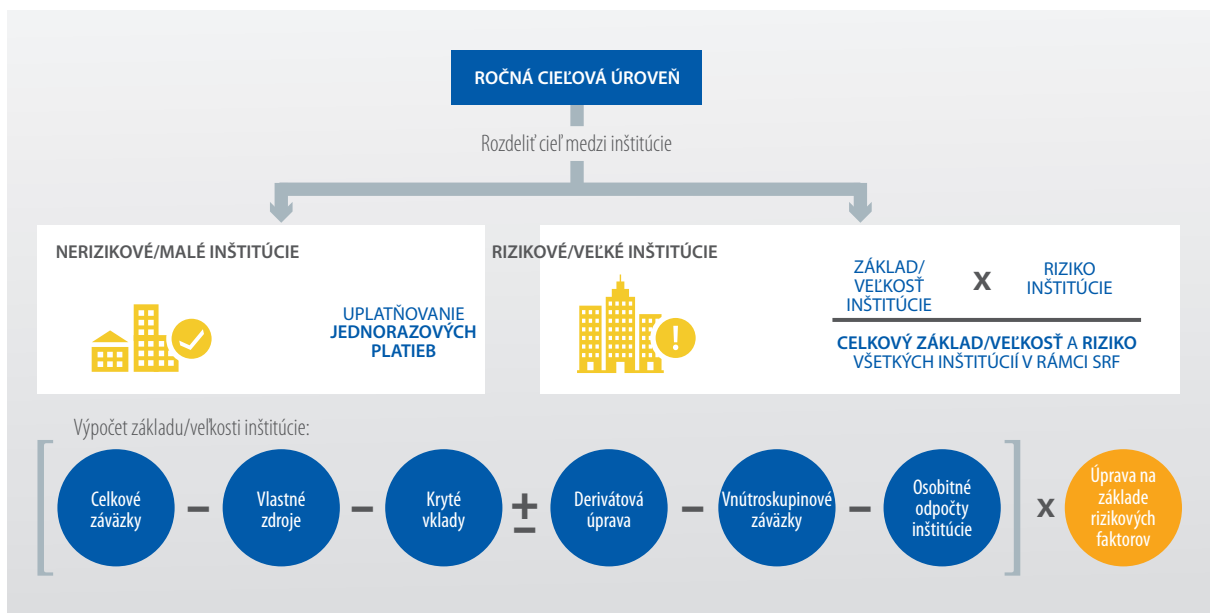 ROČNÁ CIEĽOVÁ ÚROVEŇ
Rozdeliť cieľ medzi inštitúcie
NERIZIKOVÉ/MALÉ INŠTITÚCIE
UPLATŇOVANIE
JEDNORAZOVÝCH
PLATIEB
RIZIKOVÉ/VEĽKÉ INŠTITÚCIE
ZÁKLAD/
VEĽKOSŤ
INŠTITÚCIE
X
RIZIKO
INŠTITÚCIE
CELKOVÝ ZÁKLAD/VEĽKOSŤ A RIZIKO
VŠETKÝCH INŠTITÚCIÍ V RÁMCI SRF
Výpočet základu/veľkosti inštitúcie:
[
Celkové
záväzky
–
Vlastné
zdroje
–
Kryté
vklady
±
–
Derivátová
úprava
–
Vnútroskupinové
záväzky
–
Osobitné
odpočty
inštitúcie
]
x
Úprava na
základe
rizikových
faktorov